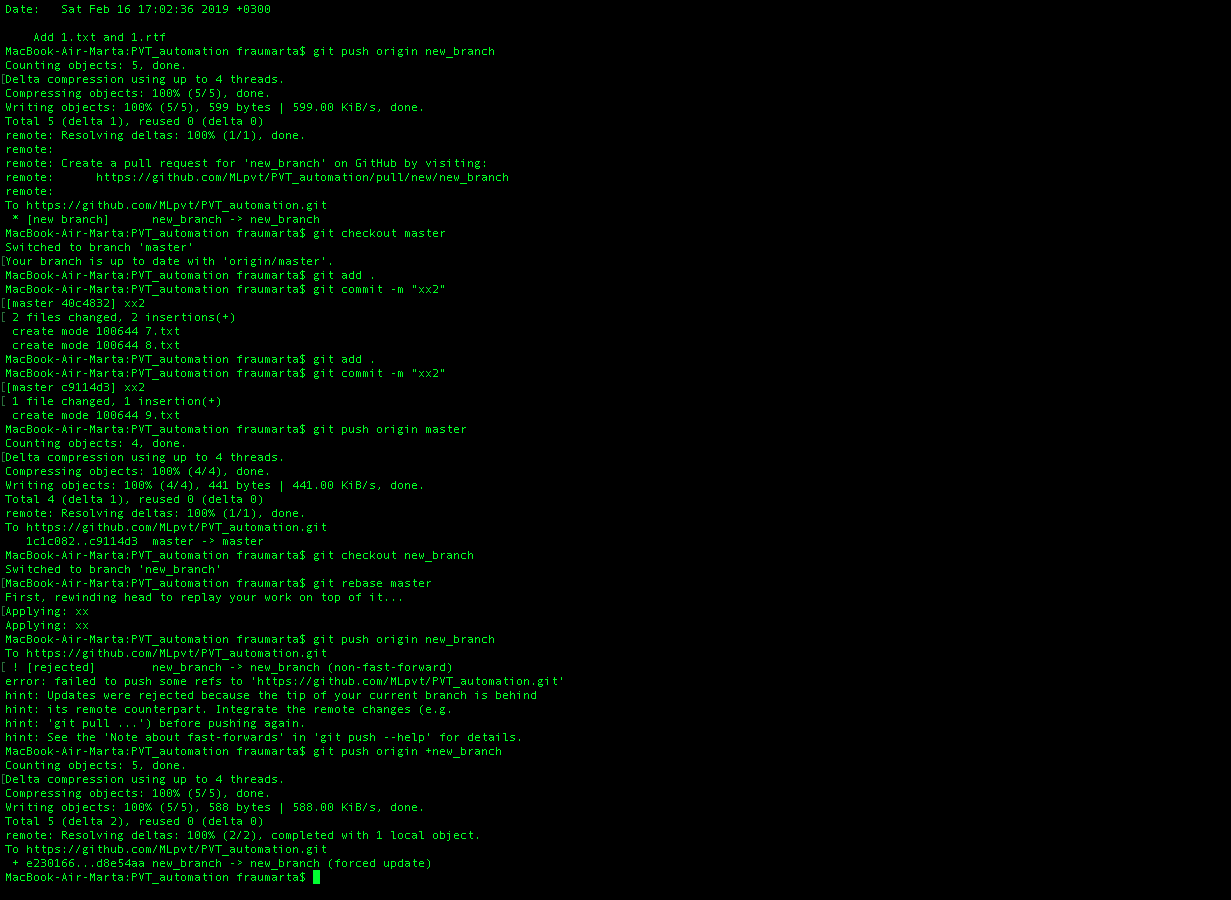 Date:   Sat Feb 16 17:02:36 2019 +0300
    Add 1.txt and 1.rtf
MacBook-Air-Marta:PVT_automation fraumarta$ git push origin new_branch
Counting objects: 5, done.
[Delta compression using up to 4 threads.
Compressing objects: 100% (5/5), done.
Writing objects: 100% (5/5), 599 bytes | 599.00 KiB/s, done.
Total 5 (delta 1), reused 0 (delta 0)
remote: Resolving deltas: 100% (1/1), done.
remote:
remote: Create a pull request for 'new_branch' on GitHub by visiting:
remote:      https://github.com/MLpvt/PVT_automation/pull/new/new_branch
remote:
To https://github.com/MLpvt/PVT_automation.git
 * [new branch]      new_branch -> new_branch
MacBook-Air-Marta:PVT_automation fraumarta$ git checkout master
Switched to branch 'master'
[Your branch is up to date with 'origin/master'.
MacBook-Air-Marta:PVT_automation fraumarta$ git add .
MacBook-Air-Marta:PVT_automation fraumarta$ git commit -m "xx2"
[[master 40c4832] xx2
[ 2 files changed, 2 insertions(+)
 create mode 100644 7.txt
 create mode 100644 8.txt
MacBook-Air-Marta:PVT_automation fraumarta$ git add .
MacBook-Air-Marta:PVT_automation fraumarta$ git commit -m "xx2"
[[master c9114d3] xx2
[ 1 file changed, 1 insertion(+)
 create mode 100644 9.txt
MacBook-Air-Marta:PVT_automation fraumarta$ git push origin master
Counting objects: 4, done.
[Delta compression using up to 4 threads.
Compressing objects: 100% (4/4), done.
Writing objects: 100% (4/4), 441 bytes | 441.00 KiB/s, done.
Total 4 (delta 1), reused 0 (delta 0)
remote: Resolving deltas: 100% (1/1), done.
To https://github.com/MLpvt/PVT_automation.git
   1c1c082..c9114d3  master -> master
MacBook-Air-Marta:PVT_automation fraumarta$ git checkout new_branch
Switched to branch 'new_branch'
[MacBook-Air-Marta:PVT_automation fraumarta$ git rebase master
First, rewinding head to replay your work on top of it...
[Applying: xx
Applying: xx
MacBook-Air-Marta:PVT_automation fraumarta$ git push origin new_branch
To https://github.com/MLpvt/PVT_automation.git
[ ! [rejected]        new_branch -> new_branch (non-fast-forward)
error: failed to push some refs to 'https://github.com/MLpvt/PVT_automation.git'
hint: Updates were rejected because the tip of your current branch is behind
hint: its remote counterpart. Integrate the remote changes (e.g.
hint: 'git pull ...') before pushing again.
hint: See the 'Note about fast-forwards' in 'git push --help' for details.
MacBook-Air-Marta:PVT_automation fraumarta$ git push origin +new_branch
Counting objects: 5, done.
[Delta compression using up to 4 threads.
Compressing objects: 100% (5/5), done.
Writing objects: 100% (5/5), 588 bytes | 588.00 KiB/s, done.
Total 5 (delta 2), reused 0 (delta 0)
remote: Resolving deltas: 100% (2/2), completed with 1 local object.
To https://github.com/MLpvt/PVT_automation.git
 + e230166...d8e54aa new_branch -> new_branch (forced update)
MacBook-Air-Marta:PVT_automation fraumarta$